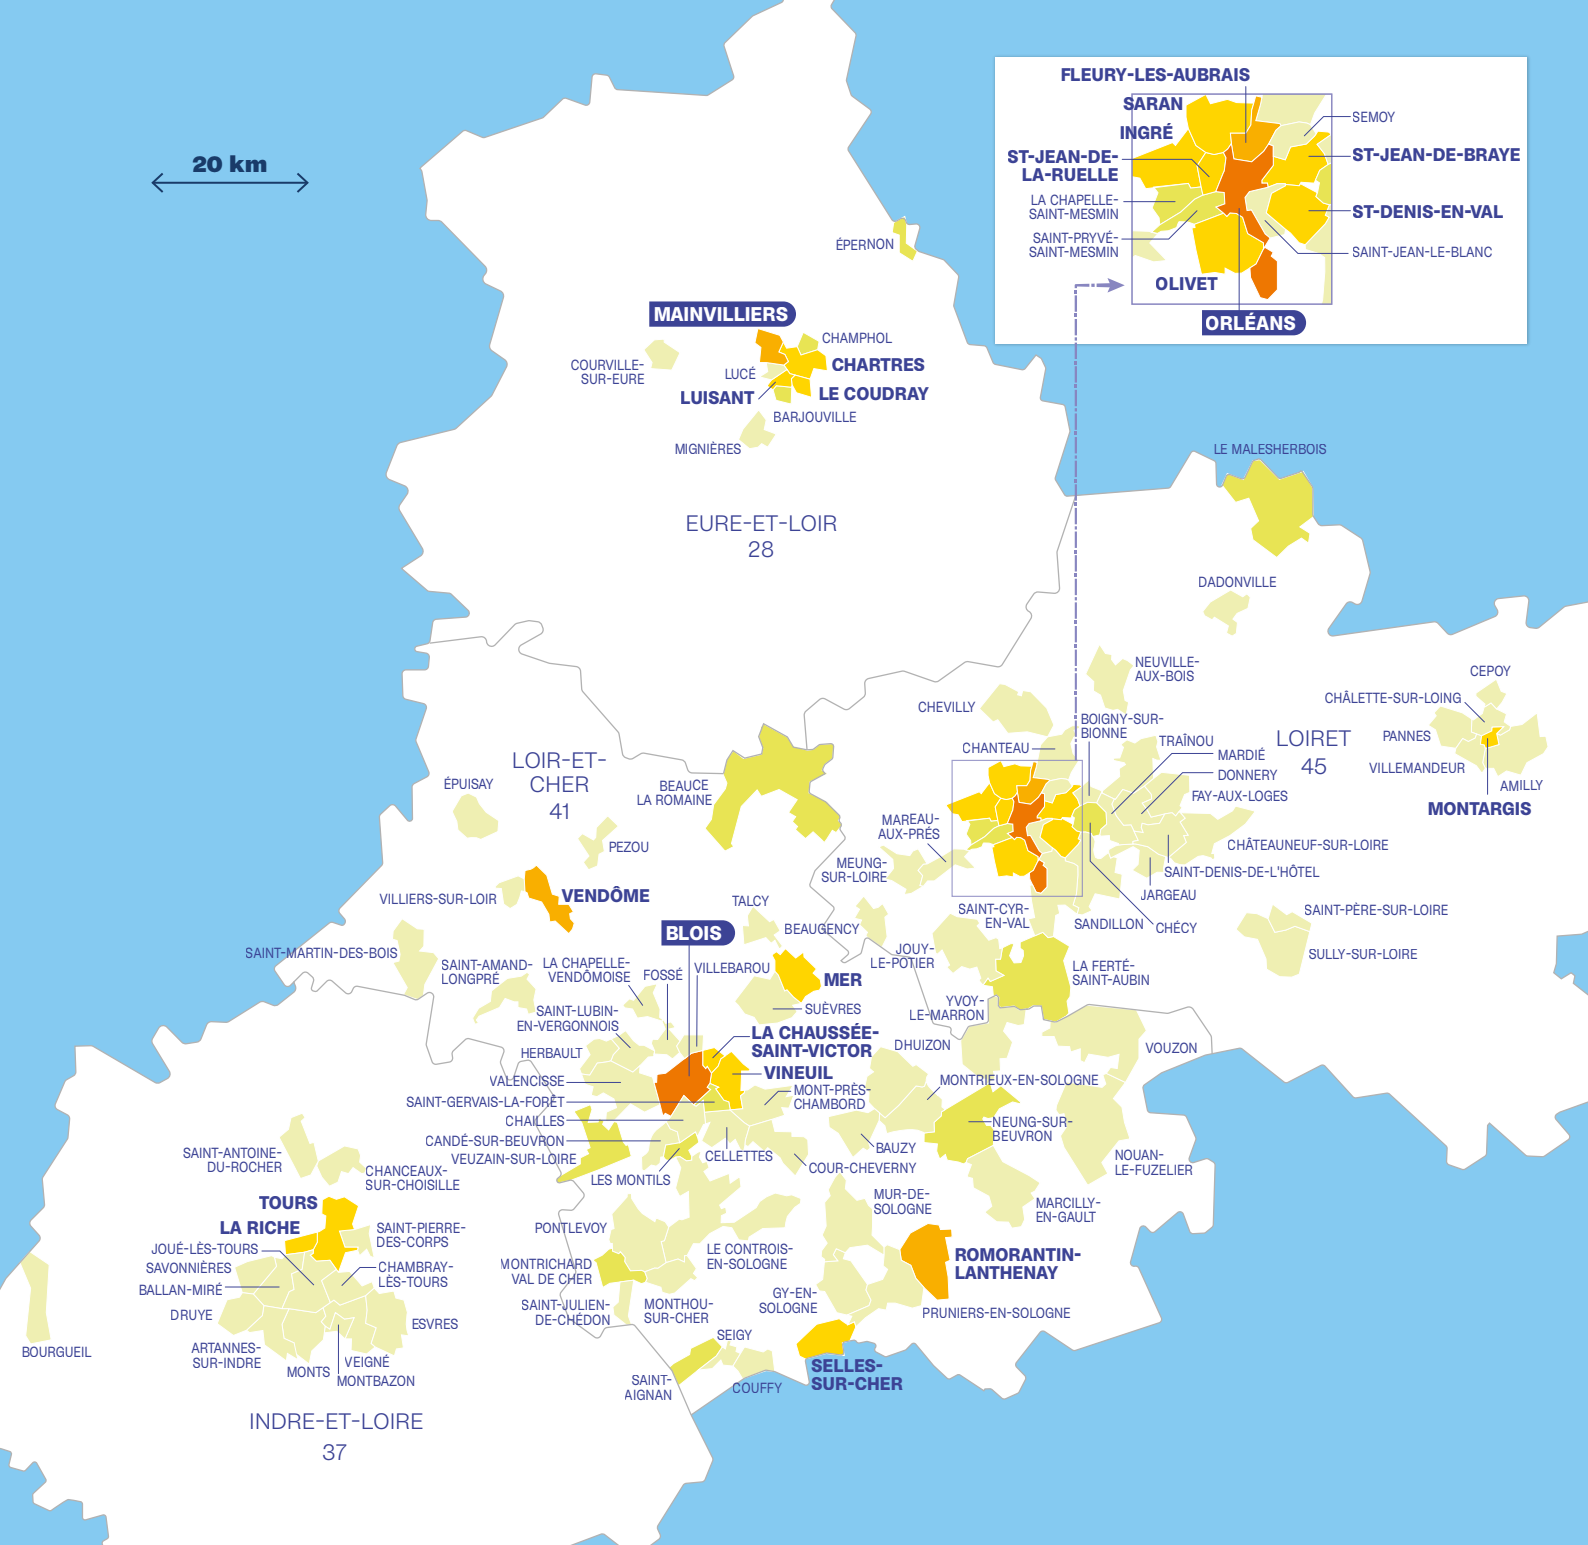 20 km
FLEURY-LES-AUBRAIS
SARAN
INGRÉ
ST-JEAN-DE-
LA-RUELLE
LA CHAPELLE-
SAINT-MESMIN
SAINT-PRYVÉ-
SAINT-MESMIN
OLIVET
ORLÉANS
SEMOY
ST-JEAN-DE-BRAYE
ST-DENIS-EN-VAL
SAINT-JEAN-LE-BLANC
ÉPERNON
MAINVILLIERS
CHAMPHOL
COURVILLE-
SUR-EURE
LUCÉ
CHARTRES
LUISANT
LE COUDRAY
BARJOUVILLE
MIGNIÈRES
EURE-ET-LOIR
28
LE MALESHERBOIS
DADONVILLE
NEUVILLE-
AUX-BOIS
CEPOY
CHÂLETTE-SUR-LOING
PANNES
VILLEMANDEUR
AMILLY
MONTARGIS
CHEVILLY
BOIGNY-SUR-
BIONNE
CHANTEAU
TRAÎNOU
MARDIÉ
DONNERY
FAY-AUX-LOGES
LOIRET
45
CHÂTEAUNEUF-SUR-LOIRE
SAINT-DENIS-DE-L'HÔTEL
JARGEAU
MAREAU-
AUX-PRÉS
MEUNG-
SUR-LOIRE
SAINT-CYR-
EN-VAL
SANDILLON
CHÉCY
SAINT-PÈRE-SUR-LOIRE
SULLY-SUR-LOIRE
LOIR-ET-
CHER
41
BEAUCE
LA ROMAINE
ÉPUISAY
PEZOU
VILLIERS-SUR-LOIR
VENDÔME
TALCY
BEAUGENCY
BLOIS
JOUY-
LE-POTIER
LA FERTÉ-
SAINT-AUBIN
SAINT-MARTIN-DES-BOIS
SAINT-AMAND-
LONGPRÉ
LA CHAPELLE-
VENDÔMOISE
FOSSÉ
VILLEBAROU
MER
SUÈVRES
YVOY-
LE-MARRON
SAINT-LUBIN-
EN-VERGONNOIS
LA CHAUSSÉE-
SAINT-VICTOR
DHUIZON
VOUZON
HERBAULT
VINEUIL
VALENCISSE
MONT-PRÈS-
CHAMBORD
MONTRIEUX-EN-SOLOGNE
SAINT-GERVAIS-LA-FORÊT
CHAILLES
NEUNG-SUR-
BEUVRON
CANDÉ-SUR-BEUVRON
VEUZAIN-SUR-LOIRE
CELLETTES
BAUZY
LES MONTILS
COUR-CHEVERNY
NOUAN-
LE-FUZELIER
SAINT-ANTOINE-
DU-ROCHER
CHANCEAUX-
SUR-CHOISILLE
MUR-DE-
SOLOGNE
MARCILLY-
EN-GAULT
TOURS
LA RICHE
SAINT-PIERRE-
DES-CORPS
JOUÉ-LÈS-TOURS
SAVONNIÈRES
CHAMBRAY-
LÈS-TOURS
BALLAN-MIRÉ
DRUYE
ESVRES
ARTANNES-
SUR-INDRE
MONTS
VEIGNÉ
MONTBAZON
BOURGUEIL
INDRE-ET-LOIRE
37
PONTLEVOY
LE CONTROIS-
EN-SOLOGNE
MONTRICHARD
VAL DE CHER
SAINT-JULIEN-
DE-CHÉDON
MONTHOU-
SUR-CHER
GY-EN-
SOLOGNE
ROMORANTIN-
LANTHENAY
PRUNIERS-EN-SOLOGNE
SEIGY
SAINT-
AIGNAN
COUFFY
SELLES-
SUR-CHER